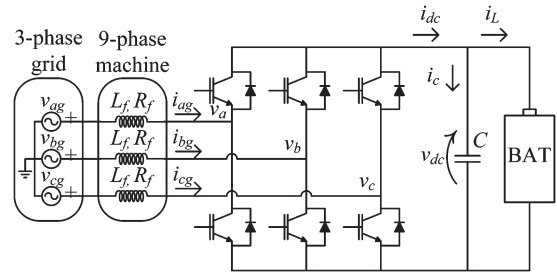 3-phase
grid
9-phase
machine
v_ag
+
L_f, R_f
i_ag
v_a
v_bg
+
L_f, R_f
i_bg
v_b
v_cg
+
L_f, R_f
i_cg
v_c
i_dc
i_L
i_c
v_dc
C
BAT